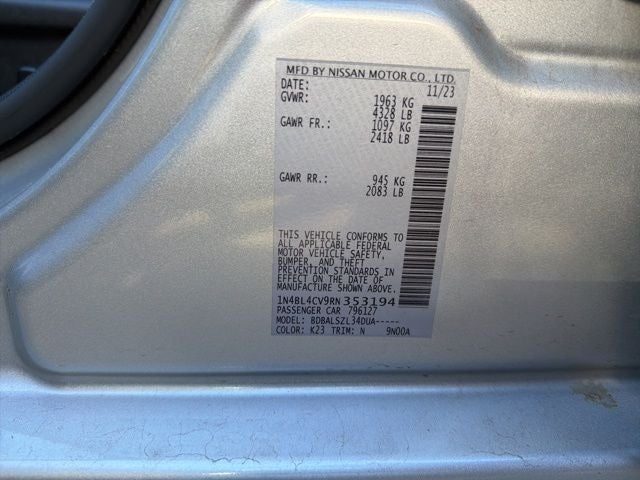 MFD BY NISSAN MOTOR CO., LTD.
DATE: 11/23
GVWR: 1963 KG
4328 LB
GAWR FR.: 1097 KG
2418 LB
GAWR RR.: 945 KG
2083 LB
THIS VEHICLE CONFORMS TO
ALL APPLICABLE FEDERAL
MOTOR VEHICLE SAFETY,
BUMPER, AND THEFT
PREVENTION STANDARDS IN
EFFECT ON THE DATE OF
MANUFACTURE SHOWN ABOVE.
1N4BL4CV9RN353194
PASSENGER CAR 796127
MODEL: BDBALSZL34DUA-----
COLOR: K23 TRIM: N 9N00A